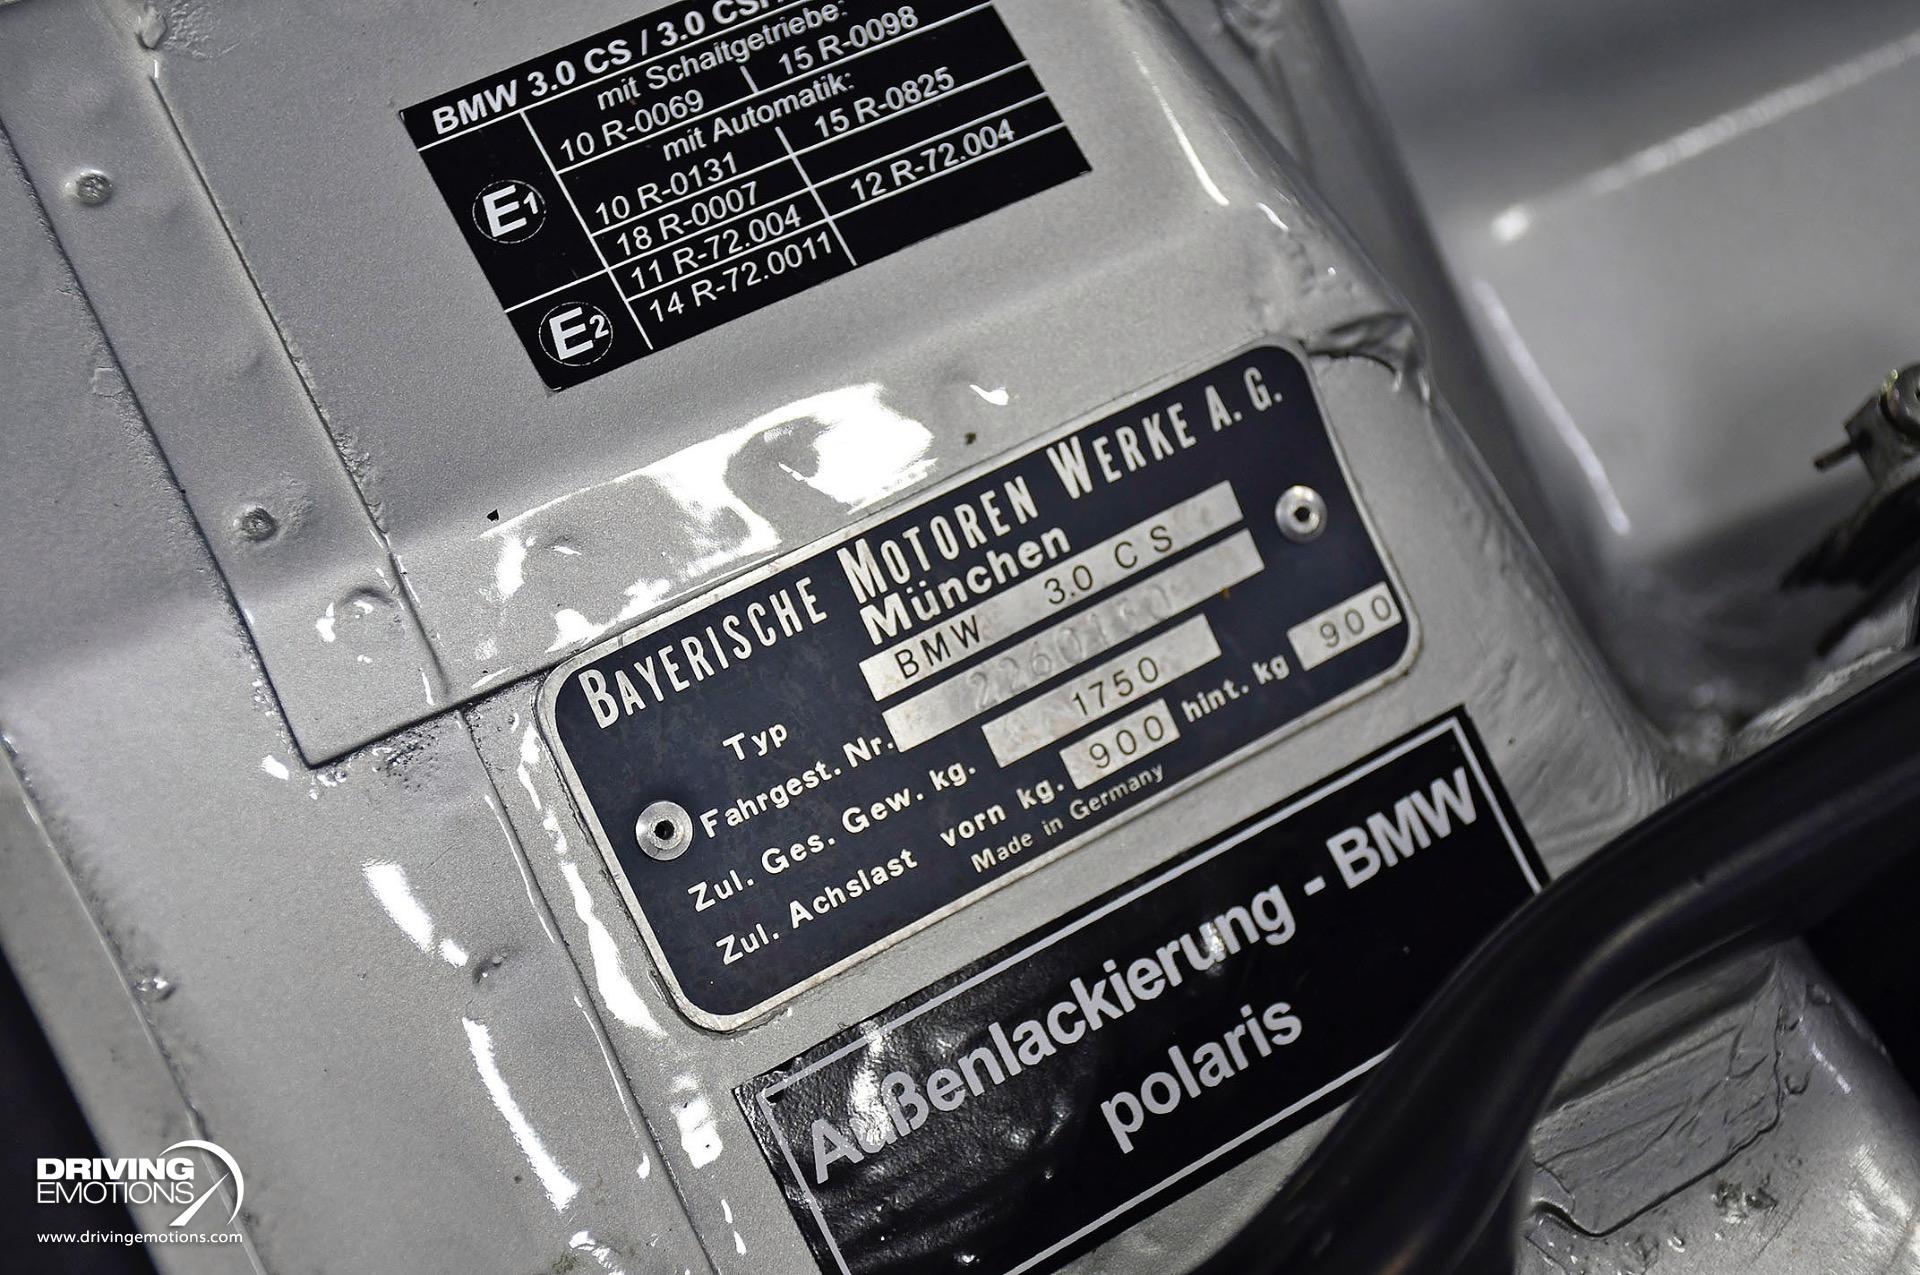 BMW 3.0 CS / 3.0
mit Schaltgetriebe:
10 R-0069 15 R-0098
mit Automatik:
E1 10 R-0131 15 R-0825
18 R-0007
11 R-72.004 12 R-72.004
E2 14 R-72.0011
BAYERISCHE MOTOREN WERKE A.G.
München
Typ BMW 3.0 CS
Fahrgest. Nr.
Zul. Ges. Gew. kg. 1750
Zul. Achslast vorn kg. 900 hint. kg 900
Made in Germany
Außenlackierung - BMW
polaris
DRIVING
EMOTIONS
www.drivingemotions.com